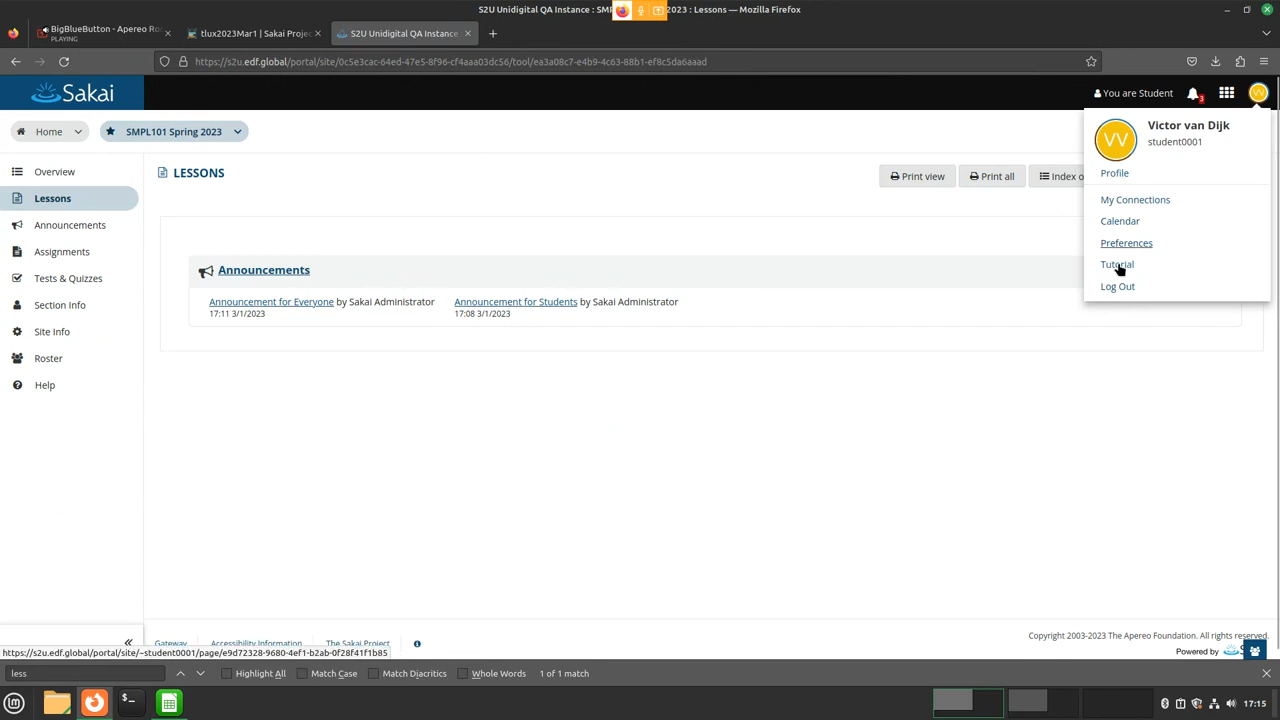 S2U Unidigital QA Instance : SMP
2023 : Lessons — Mozilla Firefox
BigBlueButton - Apereo Ro
PLAYING
tlux2023Mar1 | Sakai Proje
S2U Unidigital QA Instance
https://s2u.edf.global/portal/site/0c5e3cac-64ed-47e5-8f96-cf4aaa03dc56/tool/ea3a08c7-e4b9-4c63-88b1-ef8c5da6aaad
Sakai
You are Student
3
VV
Home
SMPL101 Spring 2023
VV
Victor van Dijk
student0001
Profile
My Connections
Calendar
Preferences
Tutorial
Log Out
Overview
Lessons
Announcements
Assignments
Tests & Quizzes
Section Info
Site Info
Roster
Help
LESSONS
Print view
Print all
Index o
Announcements
Announcement for Everyone by Sakai Administrator
17:11 3/1/2023
Announcement for Students by Sakai Administrator
17:08 3/1/2023
Gateway
Accessibility Information
The Sakai Project
Copyright 2003-2023 The Apereo Foundation. All rights reserved.
Powered by
https://s2u.edf.global/portal/site/~student0001/page/e9d72328-9680-4ef1-b2ab-0f28f41f1b85
less
Highlight All
Match Case
Match Diacritics
Whole Words
1 of 1 match
17:15